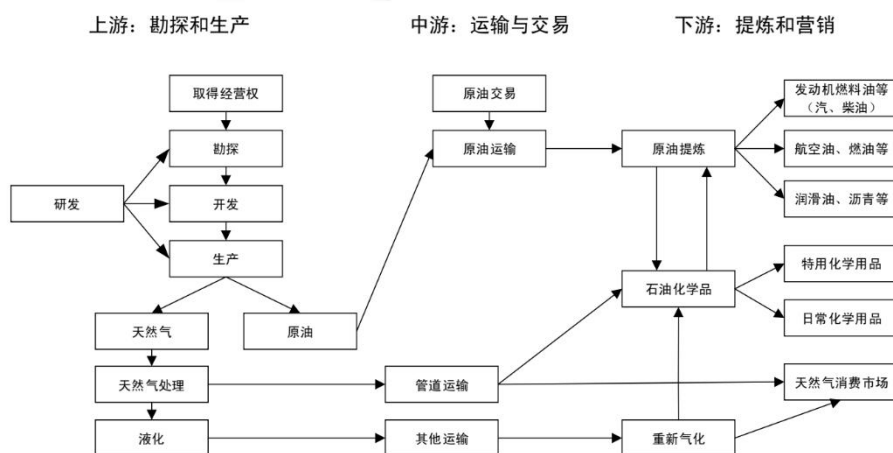 上游：勘探和生产
中游：运输与交易
下游：提炼和营销
取得经营权
原油交易
发动机燃料油等
（汽、柴油）
勘探
原油运输
原油提炼
航空油、燃油等
研发
开发
润滑油、沥青等
生产
特用化学用品
石油化学品
天然气
原油
日常化学用品
天然气处理
管道运输
天然气消费市场
液化
其他运输
重新气化